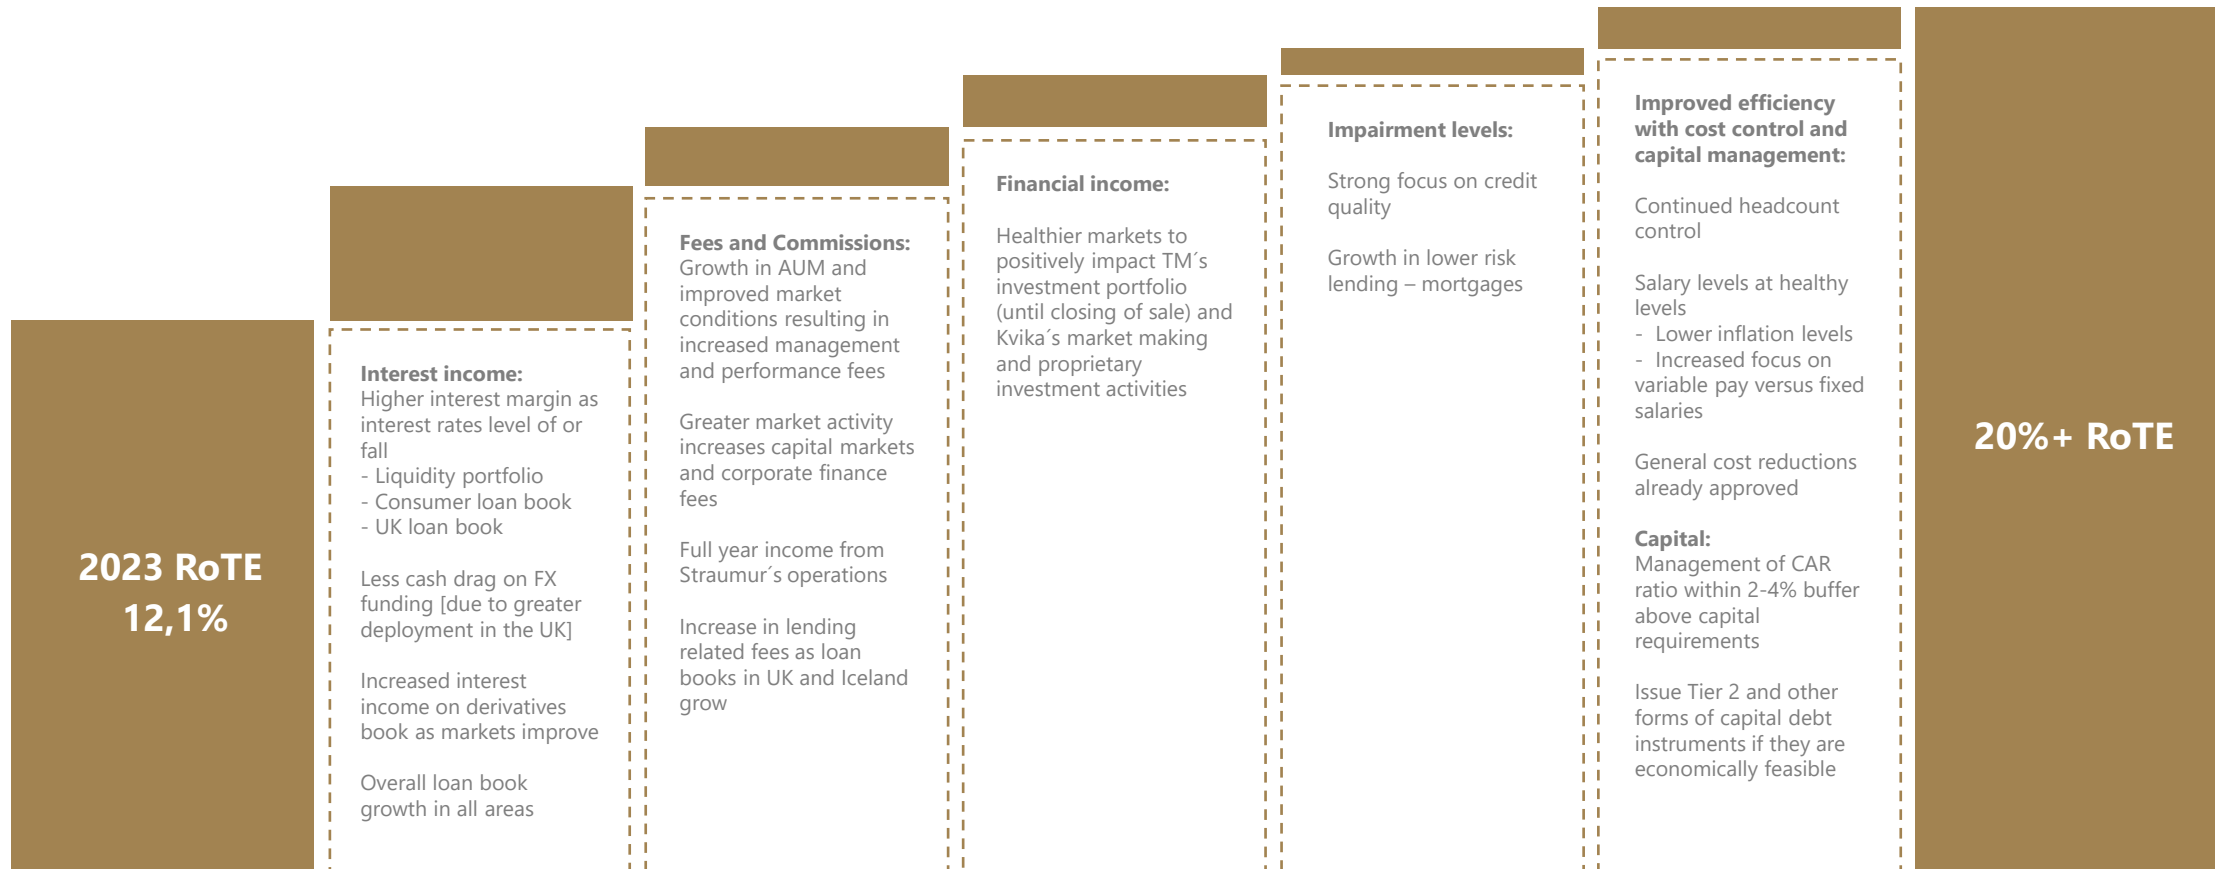 2023 RoTE
12,1%
Interest income:
Higher interest margin as
interest rates level of or
fall
- Liquidity portfolio
- Consumer loan book
- UK loan book
Less cash drag on FX
funding [due to greater
deployment in the UK]
Increased interest
income on derivatives
book as markets improve
Overall loan book
growth in all areas
Fees and Commissions:
Growth in AUM and
improved market
conditions resulting in
increased management
and performance fees
Greater market activity
increases capital markets
and corporate finance
fees
Full year income from
Straumur´s operations
Increase in lending
related fees as loan
books in UK and Iceland
grow
Financial income:
Healthier markets to
positively impact TM´s
investment portfolio
(until closing of sale) and
Kvika´s market making
and proprietary
investment activities
Impairment levels:
Strong focus on credit
quality
Growth in lower risk
lending – mortgages
Improved efficiency
with cost control and
capital management:
Continued headcount
control
Salary levels at healthy
levels
- Lower inflation levels
- Increased focus on
variable pay versus fixed
salaries
General cost reductions
already approved
Capital:
Management of CAR
ratio within 2-4% buffer
above capital
requirements
Issue Tier 2 and other
forms of capital debt
instruments if they are
economically feasible
20%+ RoTE